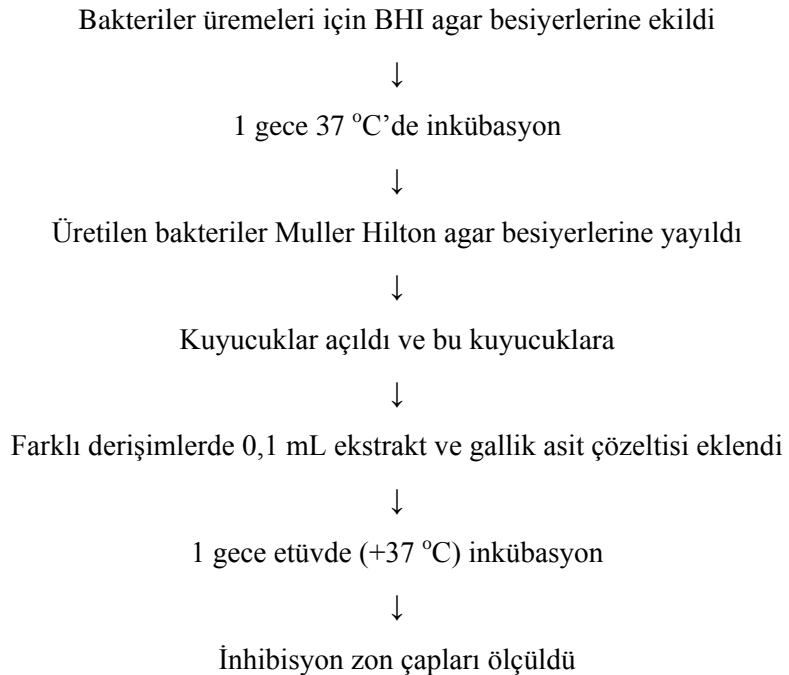 Bakteriler üremeleri için BHI agar besiyerlerine ekildi
↓
1 gece 37 °C’de inkübasyon
↓
Üretilen bakteriler Muller Hilton agar besiyerlerine yayıldı
↓
Kuyucuklar açıldı ve bu kuyucuklara
↓
Farklı derişimlerde 0,1 mL ekstrakt ve gallik asit çözeltisi eklendi
↓
1 gece etüvde (+37 °C) inkübasyon
↓
İnhibisyon zon çapları ölçüldü